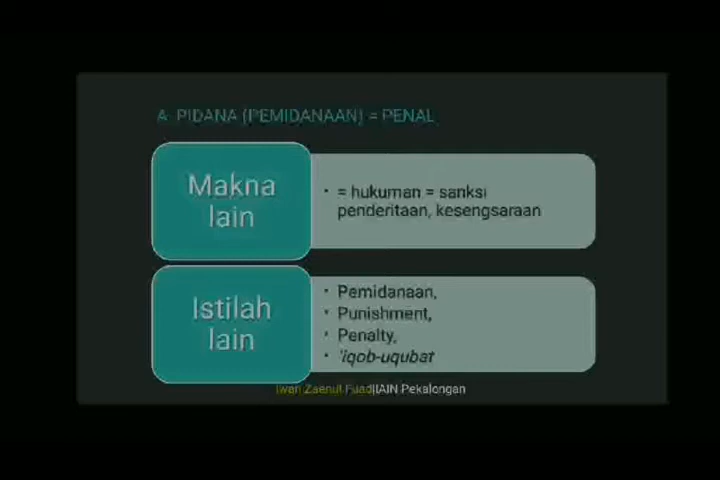 A. PIDANA (PEMIDANAAN) = PENAL
Makna
lain
• = hukuman = sanksi
penderitaan, kesengsaraan
Istilah
lain
• Pemidanaan,
• Punishment,
• Penalty,
• 'iqob-uqubat
Iwan Zaenul Fuad|IAIN Pekalongan